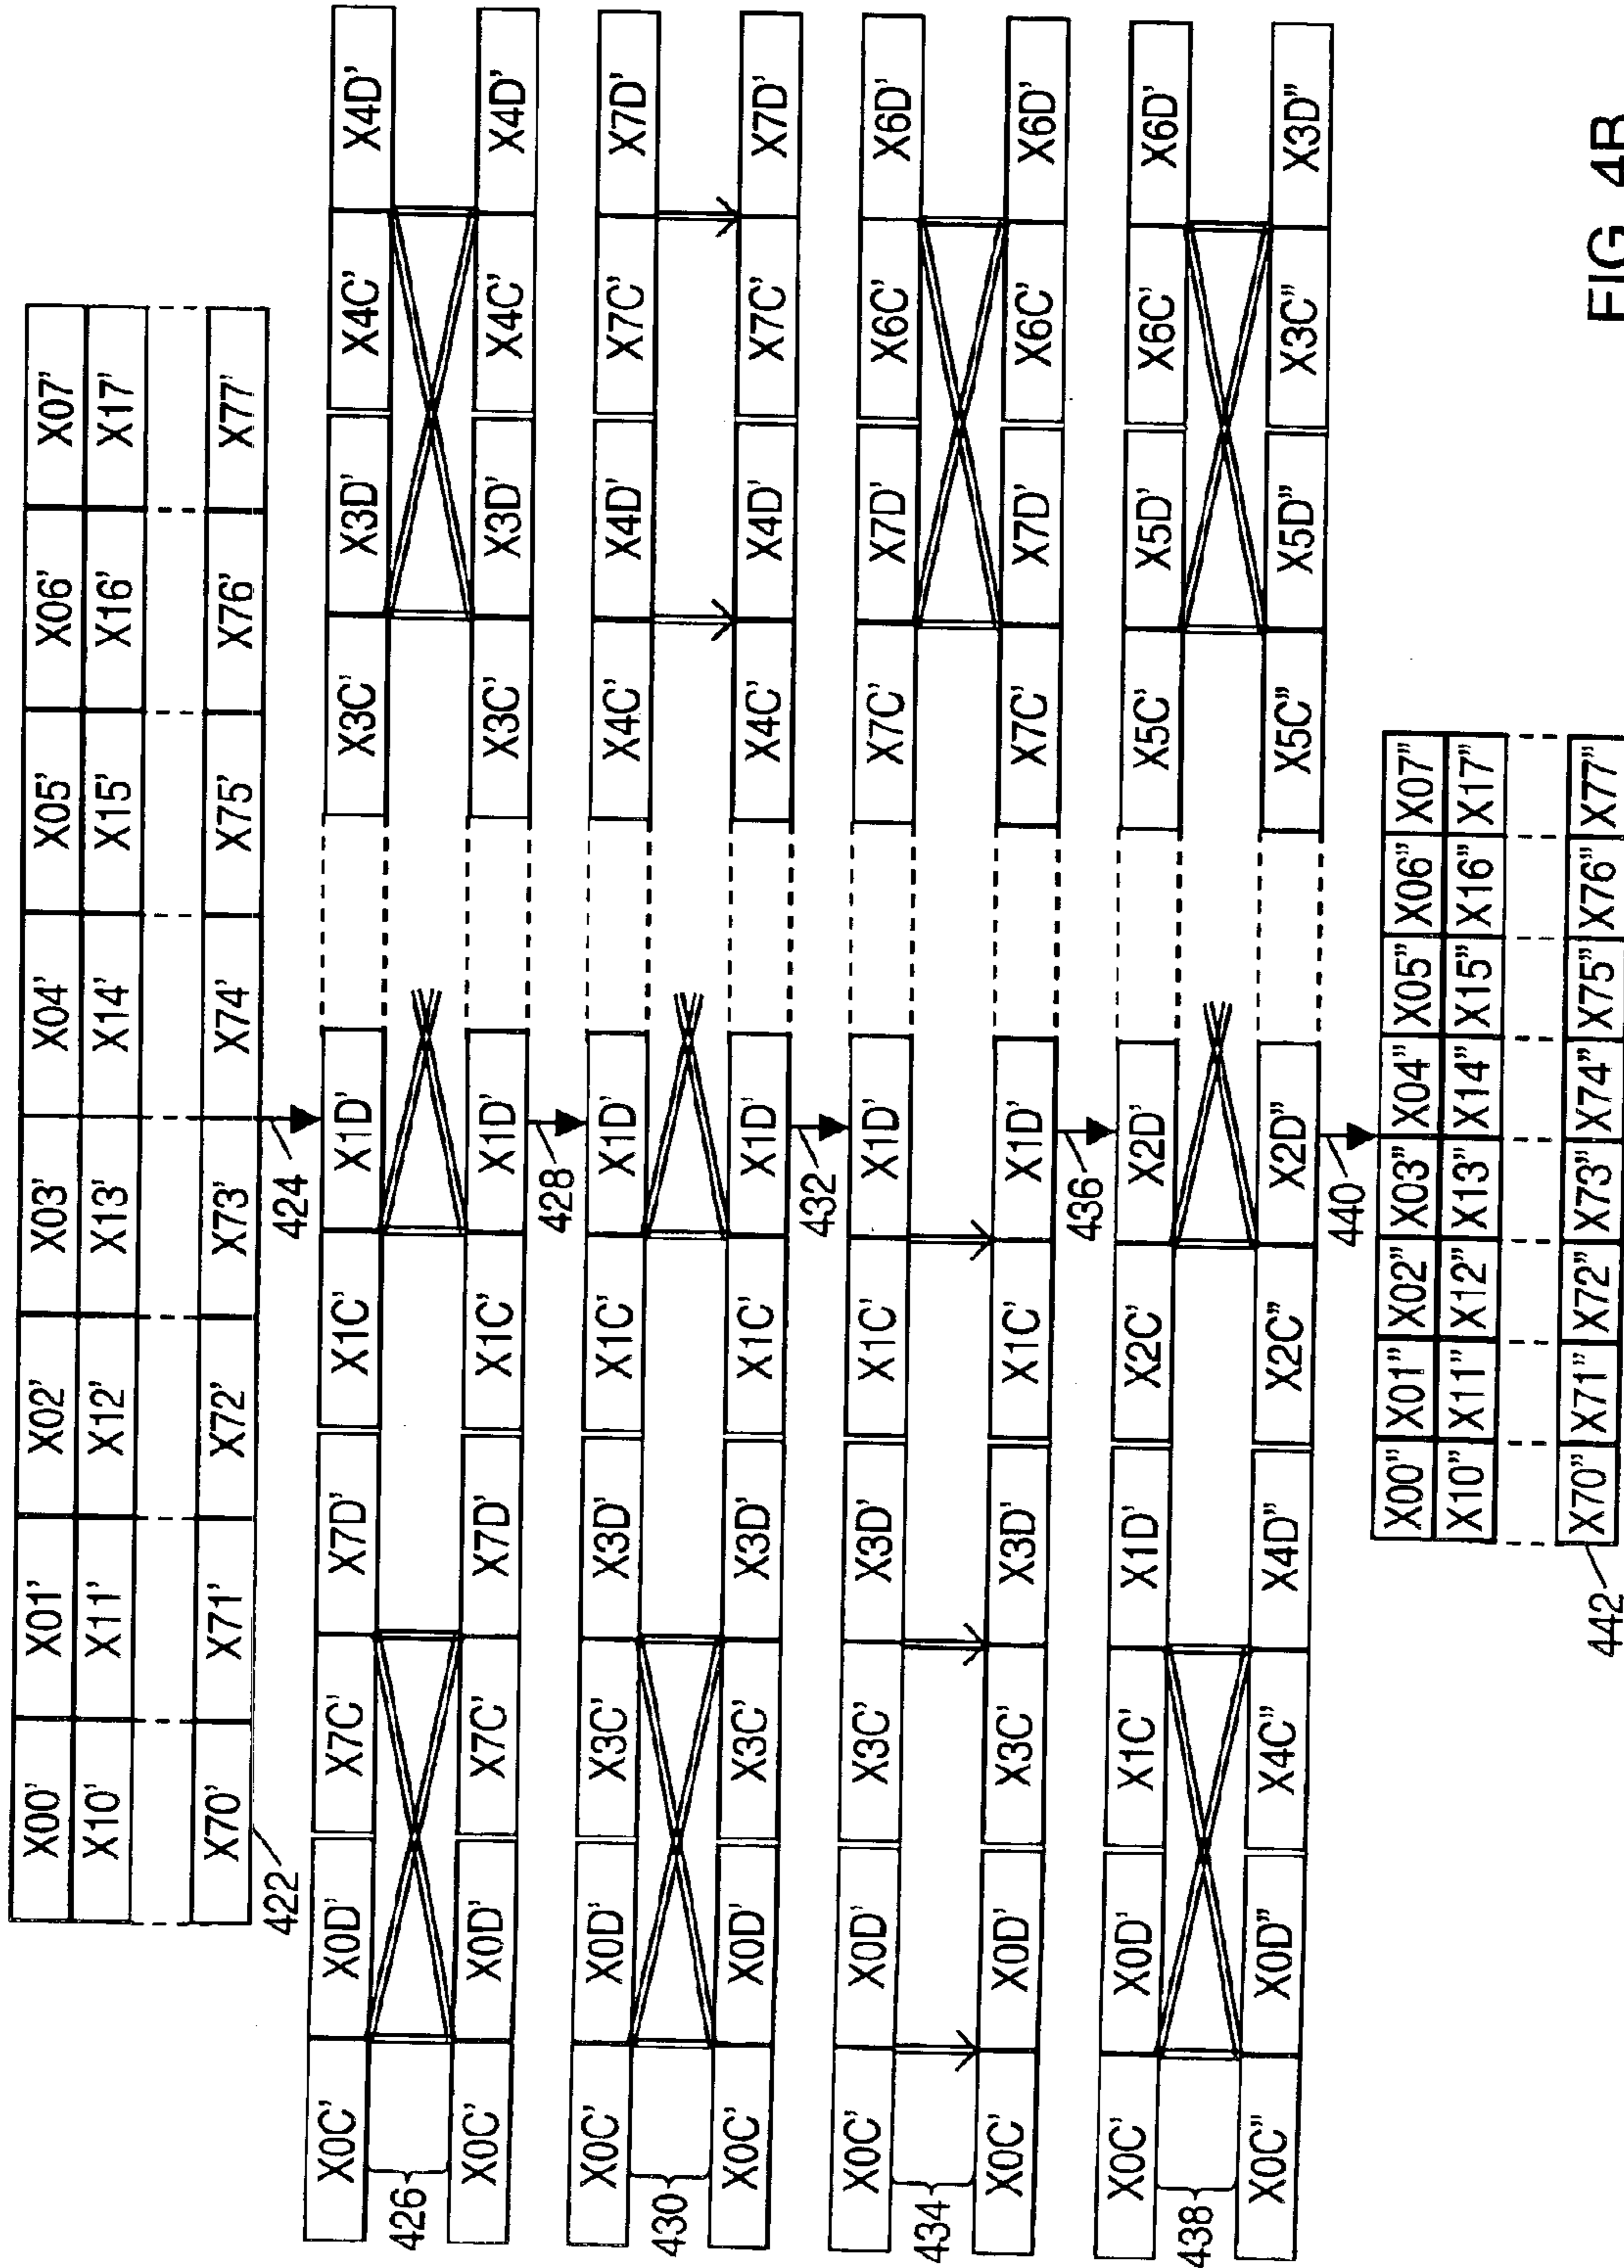 X00' X01' X02' X03' X04' X05' X06' X07'
X10' X11' X12' X13' X14' X15' X16' X17'
X70' X71' X72' X73' X74' X75' X76' X77'
422
424
X0C' X0D' X7C' X7D' X1C' X1D' X3C' X3D' X4C' X4D'
426
X0C' X0D' X7C' X7D' X1C' X1D' X3C' X3D' X4C' X4D'
428
X0C' X0D' X3C' X3D' X1C' X1D' X4C' X4D' X7C' X7D'
430
X0C' X0D' X3C' X3D' X1C' X1D' X4C' X4D' X7C' X7D'
432
X0C' X0D' X3C' X3D' X1C' X1D' X7C' X7D' X6C' X6D'
434
X0C' X0D' X3C' X3D' X1C' X1D' X7C' X7D' X6C' X6D'
436
X0C' X0D' X1C' X1D' X2C' X2D' X5C' X5D' X6C' X6D'
438
X0C" X0D" X4C" X4D" X2C" X2D" X5C" X5D" X3C" X3D"
440
X00" X01" X02" X03" X04" X05" X06" X07"
X10" X11" X12" X13" X14" X15" X16" X17"
X70" X71" X72" X73" X74" X75" X76" X77"
442
FIG. 4B